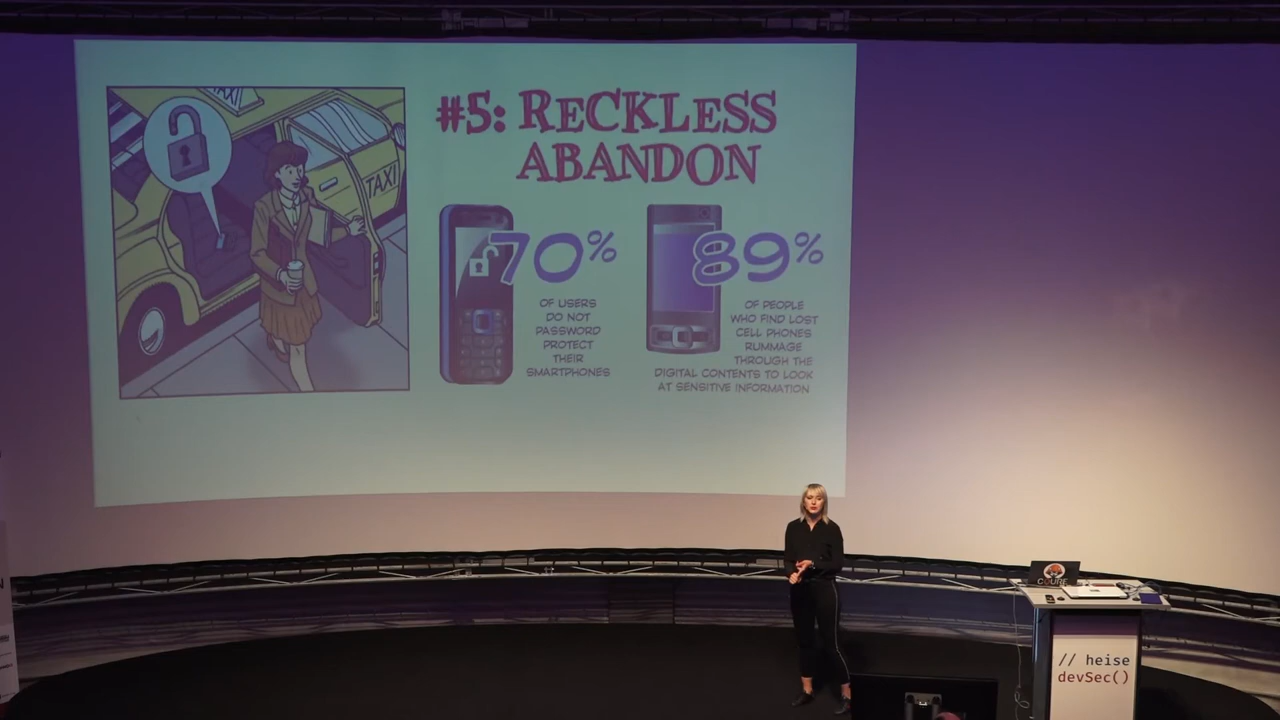 TAXI
TAXI
#5: RECKLESS
ABANDON
70%
OF USERS
DO NOT
PASSWORD
PROTECT
THEIR
SMARTPHONES
89%
OF PEOPLE
WHO FIND LOST
CELL PHONES
RUMMAGE
THROUGH THE
DIGITAL CONTENTS TO LOOK
AT SENSITIVE INFORMATION
CQURE
// heise
devSec()